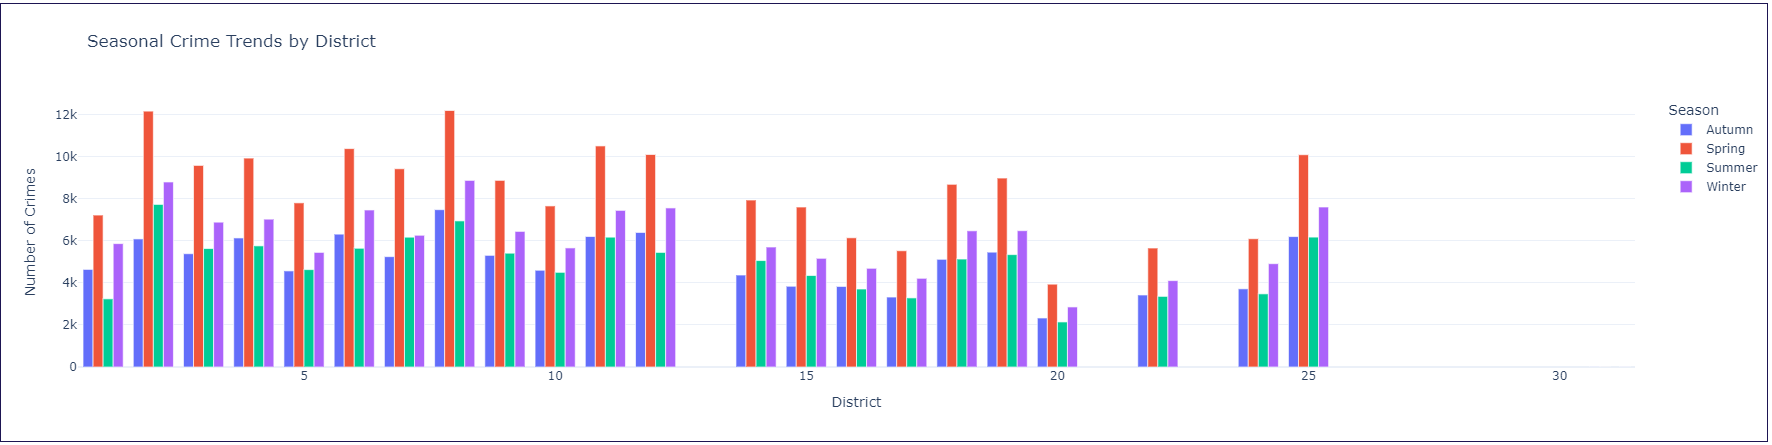 Seasonal Crime Trends by District
Number of Crimes
12k
10k
8k
6k
4k
2k
0
5
10
15
20
25
30
District
Season
Autumn
Spring
Summer
Winter